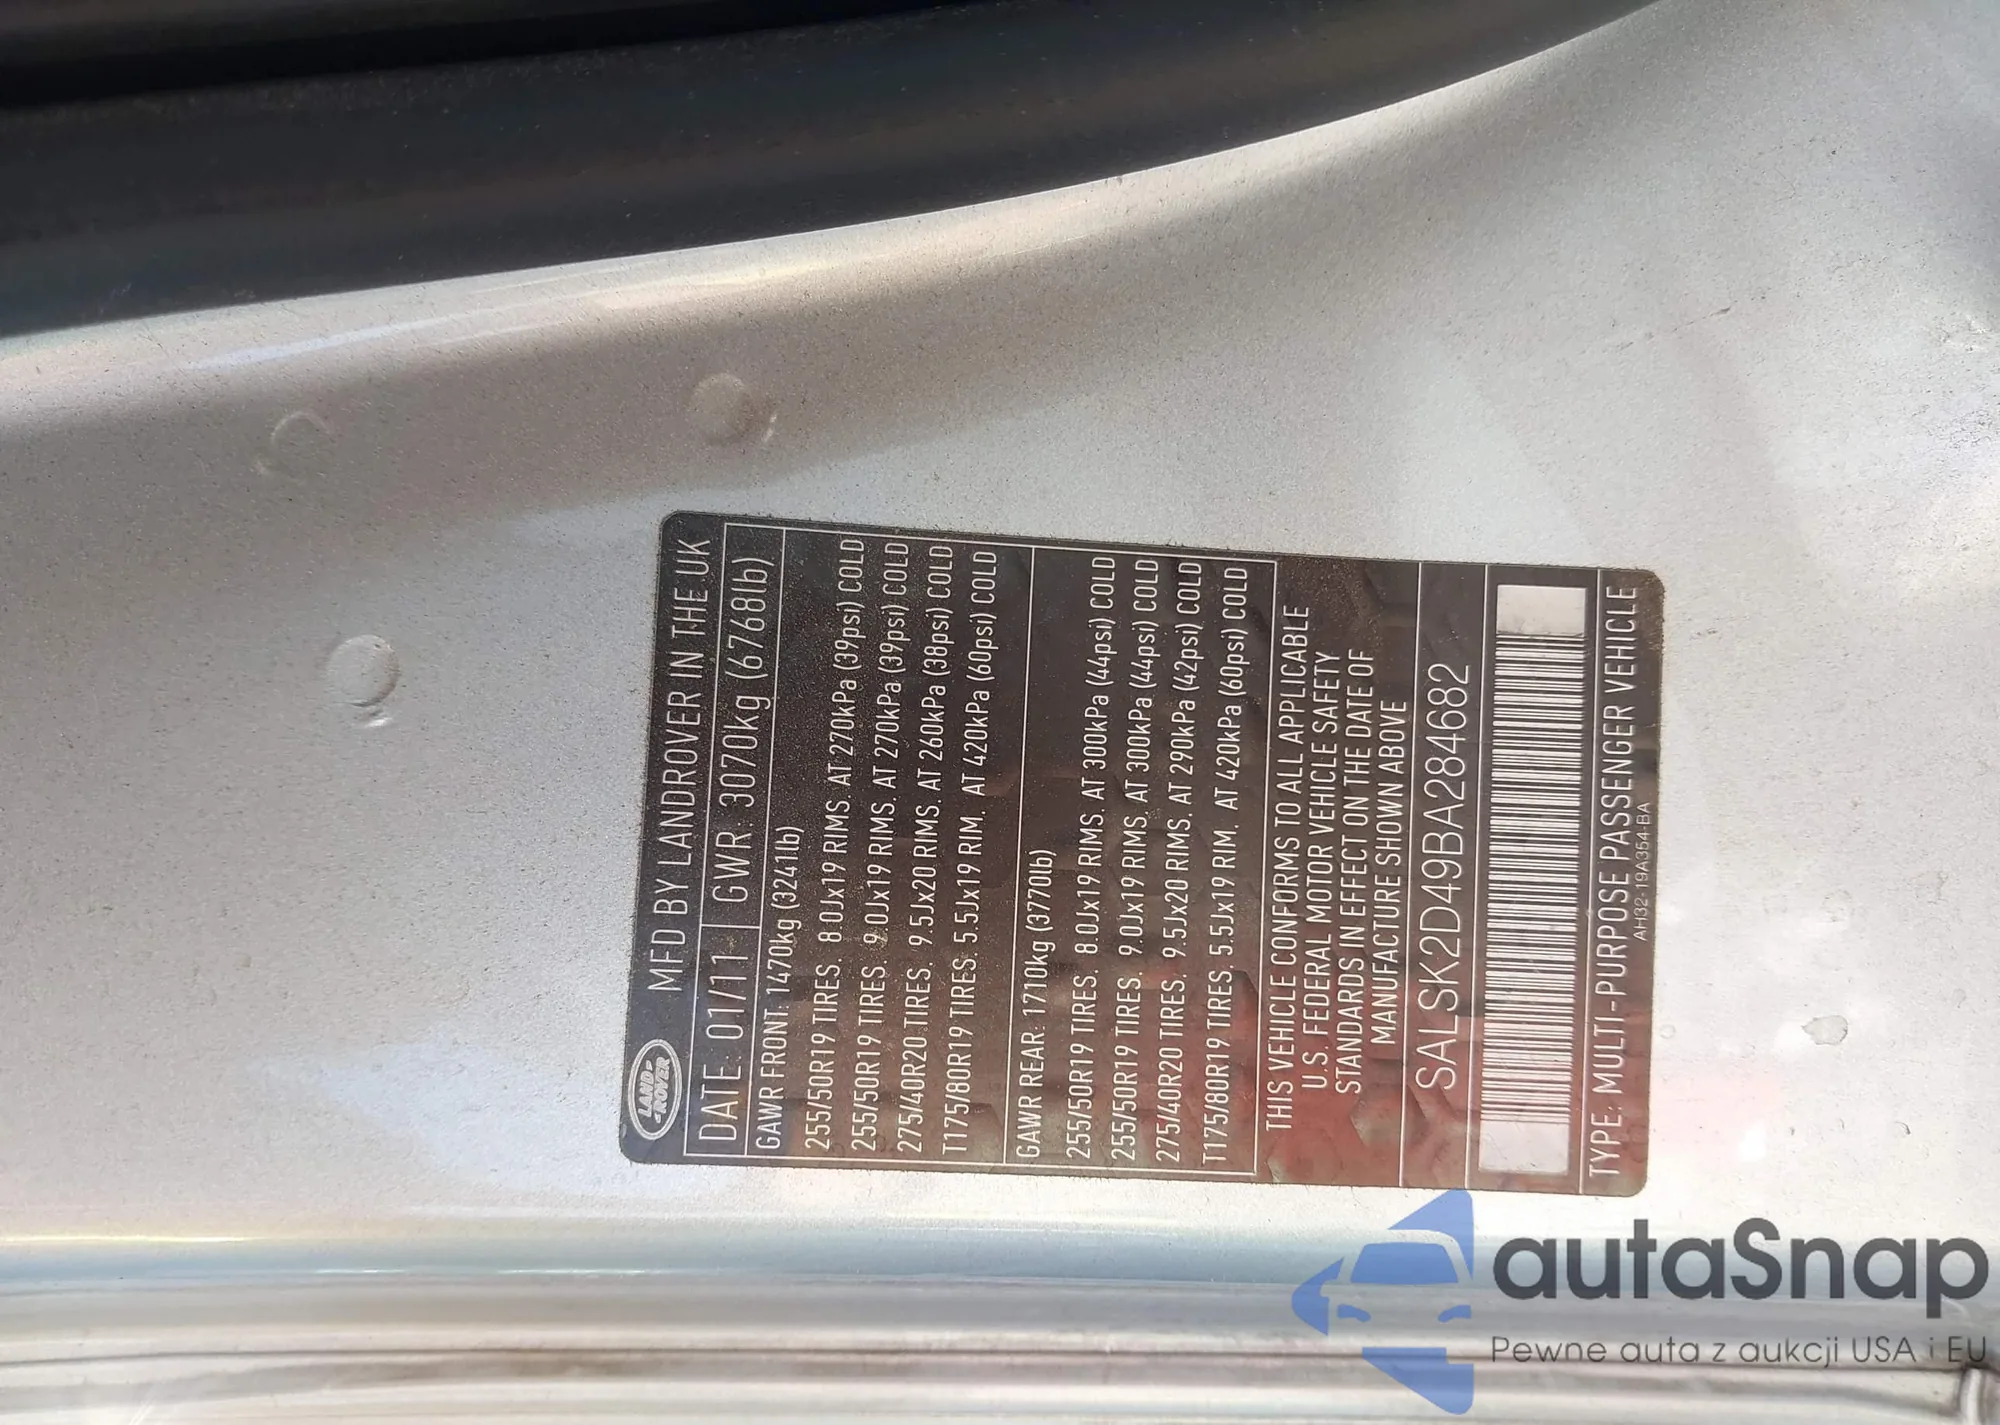 LAND-
-ROVER
MFD BY LANDROVER IN THE UK
DATE: 01/11 GWR: 3070kg (6768lb)
GAWR FRONT: 1470kg (3241lb)
255/50R19 TIRES. 8.0Jx19 RIMS. AT 270kPa (39psi) COLD
255/50R19 TIRES. 9.0Jx19 RIMS. AT 270kPa (39psi) COLD
275/40R20 TIRES. 9.5Jx20 RIMS. AT 260kPa (38psi) COLD
T175/80R19 TIRES. 5.5Jx19 RIM. AT 420kPa (60psi) COLD
GAWR REAR: 1710kg (3770lb)
255/50R19 TIRES. 8.0Jx19 RIMS. AT 300kPa (44psi) COLD
255/50R19 TIRES. 9.0Jx19 RIMS. AT 300kPa (44psi) COLD
275/40R20 TIRES. 9.5Jx20 RIMS. AT 290kPa (42psi) COLD
T175/80R19 TIRES. 5.5Jx19 RIM. AT 420kPa (60psi) COLD
THIS VEHICLE CONFORMS TO ALL APPLICABLE
U.S. FEDERAL MOTOR VEHICLE SAFETY
STANDARDS IN EFFECT ON THE DATE OF
MANUFACTURE SHOWN ABOVE
SALSK2D49BA284682
TYPE: MULTI-PURPOSE PASSENGER VEHICLE
AH32-19A354-BA
autaSnap
Pewne auta z aukcji USA i EU